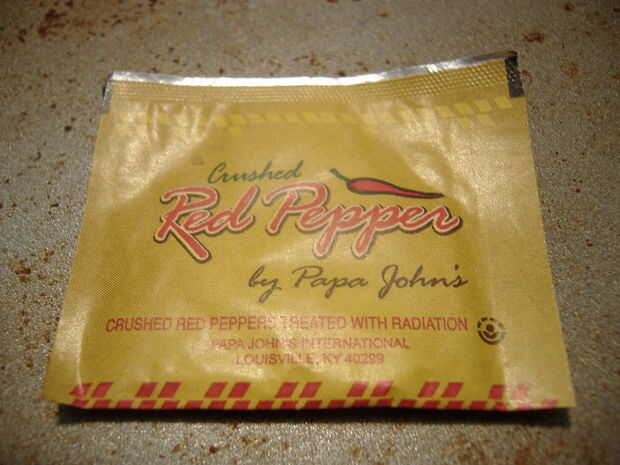 Crushed
Red Pepper
by Papa John's
CRUSHED RED PEPPERS TREATED WITH RADIATION
PAPA JOHN'S INTERNATIONAL
LOUISVILLE, KY 40299